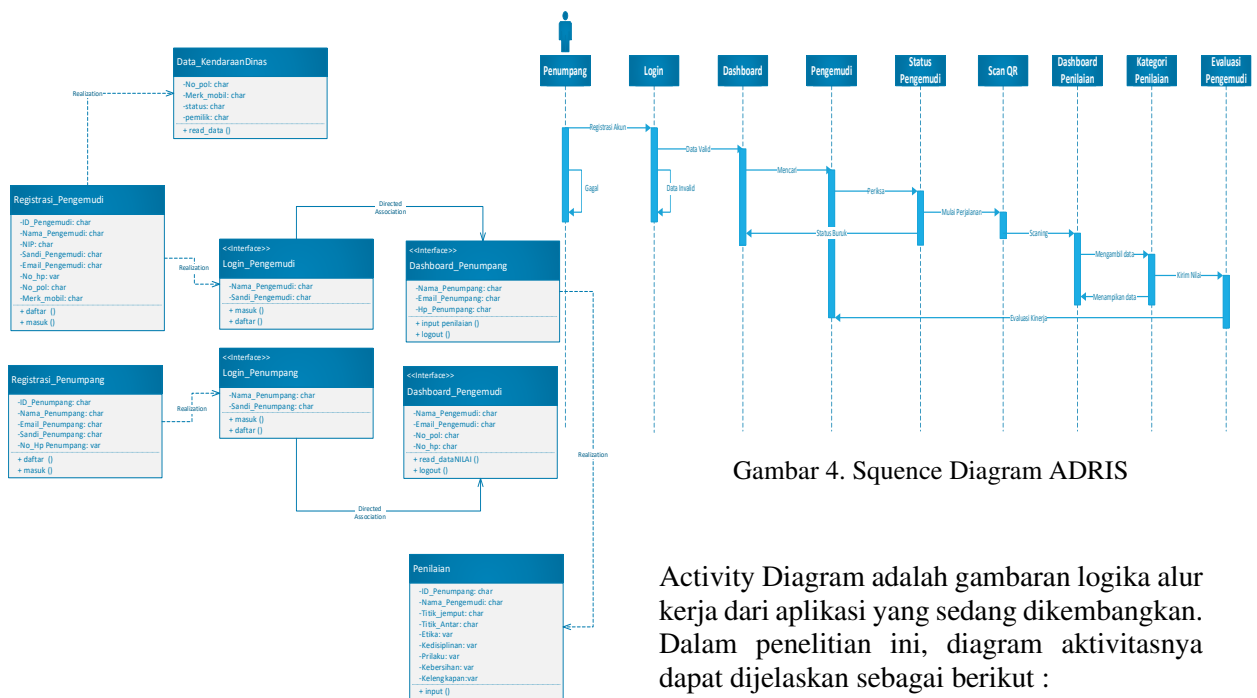 Data_KendaraanDinas
-No_pol: char
-Merk_mobil: char
-status: char
-pemilik: char
+ read_data ()
Realization
Registrasi_Pengemudi
-ID_Pengemudi: char
-Nama_Pengemudi: char
-NIP: char
-Sandi_Pengemudi: char
-Email_Pengemudi: char
-No_hp: var
-No_pol: char
-Merk_mobil: char
+ daftar ()
+ masuk ()
Realization
<<Interface>>
Login_Pengemudi
-Nama_Pengemudi: char
-Sandi_Pengemudi: char
+ masuk ()
+ daftar ()
Directed
Association
<<Interface>>
Dashboard_Penumpang
-Nama_Penumpang: char
-Email_Penumpang: char
-Hp_Penumpang: char
+ input penilaian ()
+ logout ()
Registrasi_Penumpang
-ID_Penumpang: char
-Nama_Penumpang: char
-Email_Penumpang: char
-Sandi_Penumpang: char
-No_Hp Penumpang: var
+ daftar ()
+ masuk ()
Realization
<<Interface>>
Login_Penumpang
-Nama_Penumpang: char
-Sandi_Penumpang: char
+ masuk ()
+ daftar ()
<<Interface>>
Dashboard_Pengemudi
-Nama_Pengemudi: char
-Email_Pengemudi: char
-No_pol: char
-No_hp: char
+ read_dataNILAI ()
+ logout ()
Directed
Association
Realization
Penilaian
-ID_Penumpang: char
-Nama_Pengemudi: char
-Titik_jemput: char
-Titik_Antar: char
-Etika: var
-Kedisiplinan: var
-Prilaku: var
-Kebersihan: var
-Kelengkapan:var
+ input ()
Penumpang
Login
Dashboard
Pengemudi
Status
Pengemudi
Scan QR
Dashboard
Penilaian
Kategori
Penilaian
Evaluasi
Pengemudi
Registrasi Akun
Data Valid
Gagal
Data Invalid
Mencari
Periksa
Mulai Perjalanan
Status Buruk
Scaning
Mengambil data
Kirim Nilai
Menampikan data
Evaluasi Kinerja
Gambar 4. Squence Diagram ADRIS
Activity Diagram adalah gambaran logika alur
kerja dari aplikasi yang sedang dikembangkan.
Dalam penelitian ini, diagram aktivitasnya
dapat dijelaskan sebagai berikut :